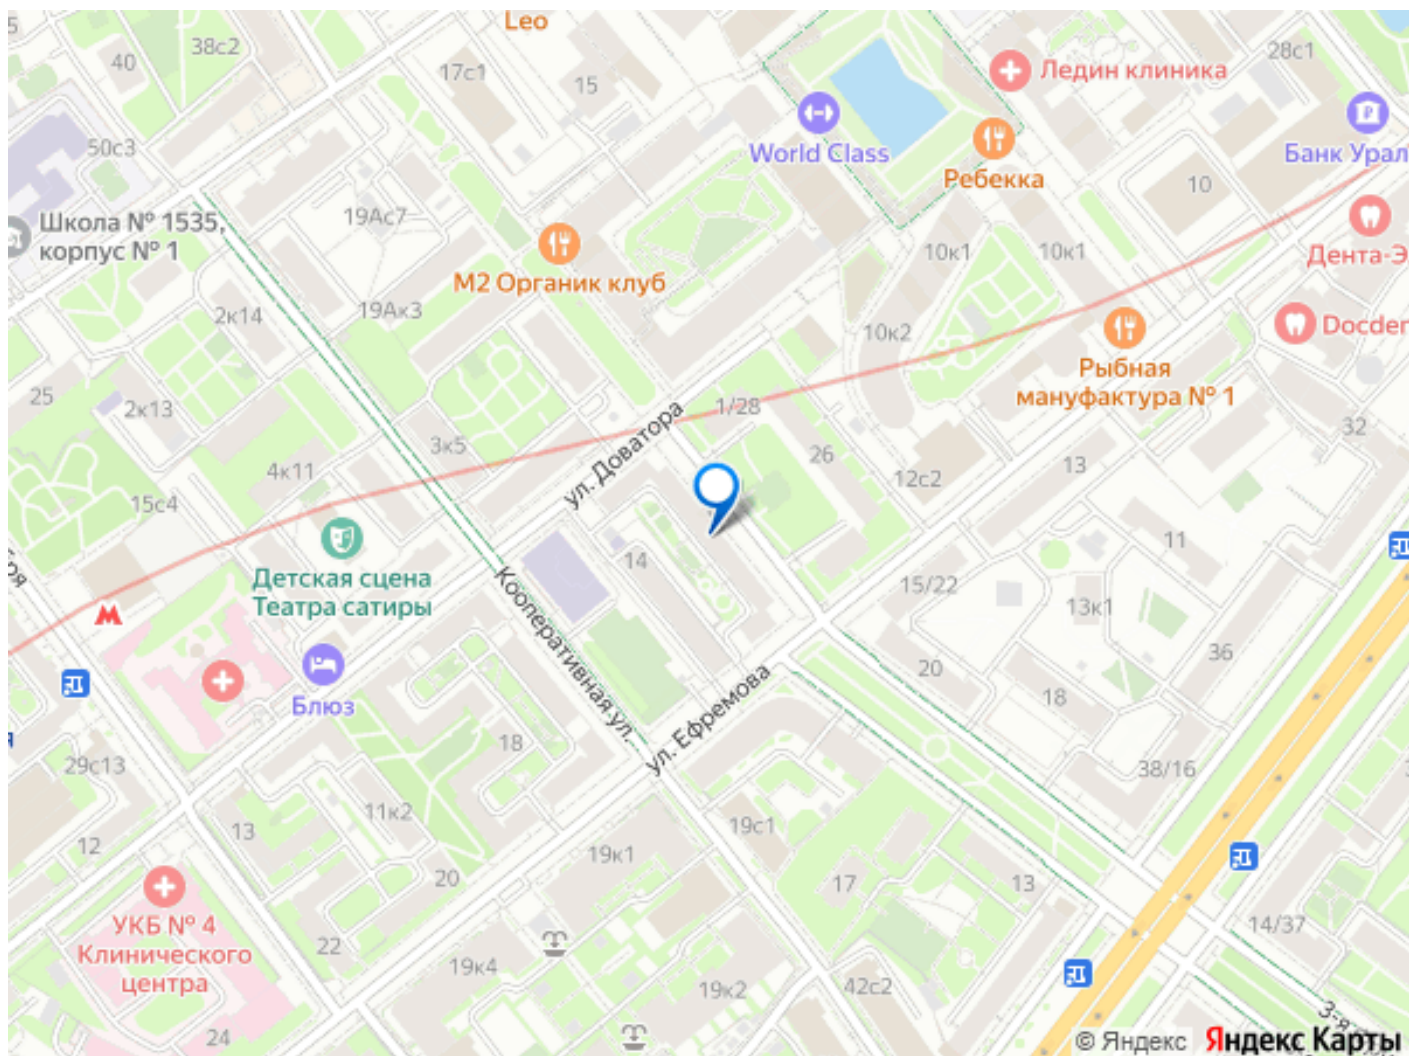 Leo
5
38с2
40
17с1
15
28с1
Ледин клиника
50с3
World Class
Ребекка
Банк Урал
10
Школа № 1535,
корпус № 1
19Ас7
М2 Органик клуб
10к1
10к1
Дента-Э
2к14
19Ак3
10к2
Docder
Рыбная
мануфактура № 1
25
2к13
3к5
1/28
ул. Доватора
26
32
4к11
12с2
13
15с4
Детская сцена
Театра сатиры
14
11
15/22
13к1
Кооперативная ул.
М
Блюз
20
36
18
ул. Ефремова
18
29с13
38/16
11к2
13
19с1
12
19к1
20
17
13
УКБ № 4
Клинического
центра
22
14/37
19к4
19к2
42с2
24
3-я
© Яндекс
Яндекс Карты